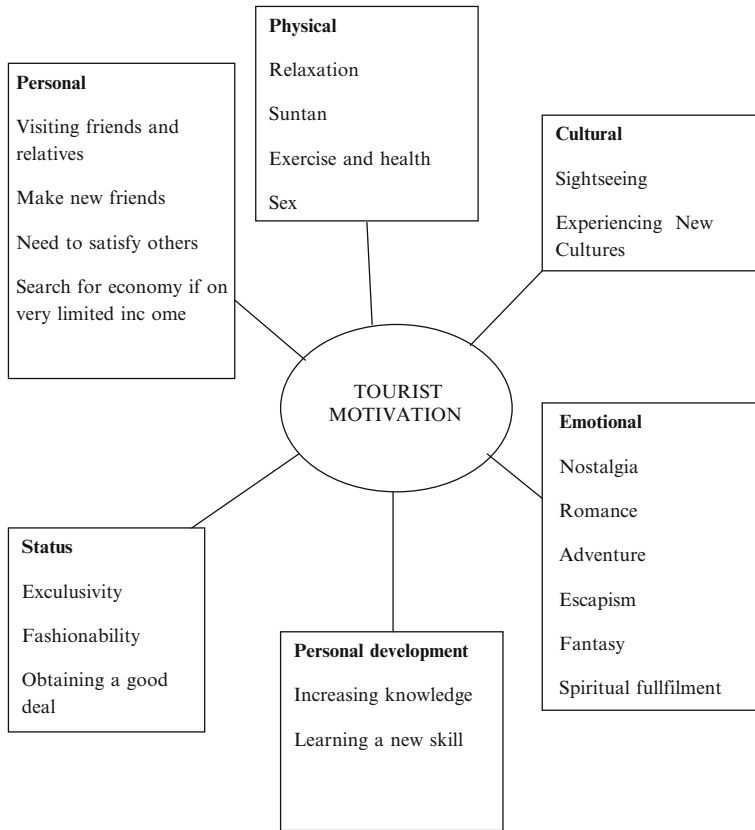 Physical
Relaxation
Suntan
Exercise and health
Sex
Personal
Visiting friends and
relatives
Make new friends
Need to satisfy others
Search for economy if on
very limited inc ome
Cultural
Sightseeing
Experiencing New
Cultures
TOURIST
MOTIVATION
Emotional
Nostalgia
Romance
Adventure
Escapism
Fantasy
Spiritual fullfilment
Status
Exculusivity
Fashionability
Obtaining a good
deal
Personal development
Increasing knowledge
Learning a new skill